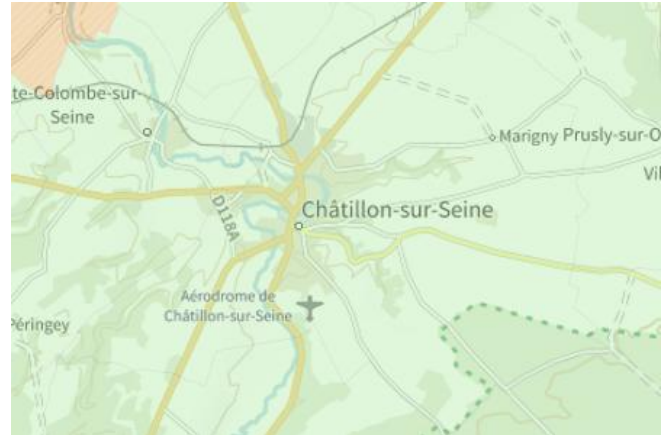 te-Colombe-sur-
Seine
Marigny Prusly-sur-O
Vil
Châtillon-sur-Seine
D118A
Aérodrome de
Châtillon-sur-Seine
Péringey